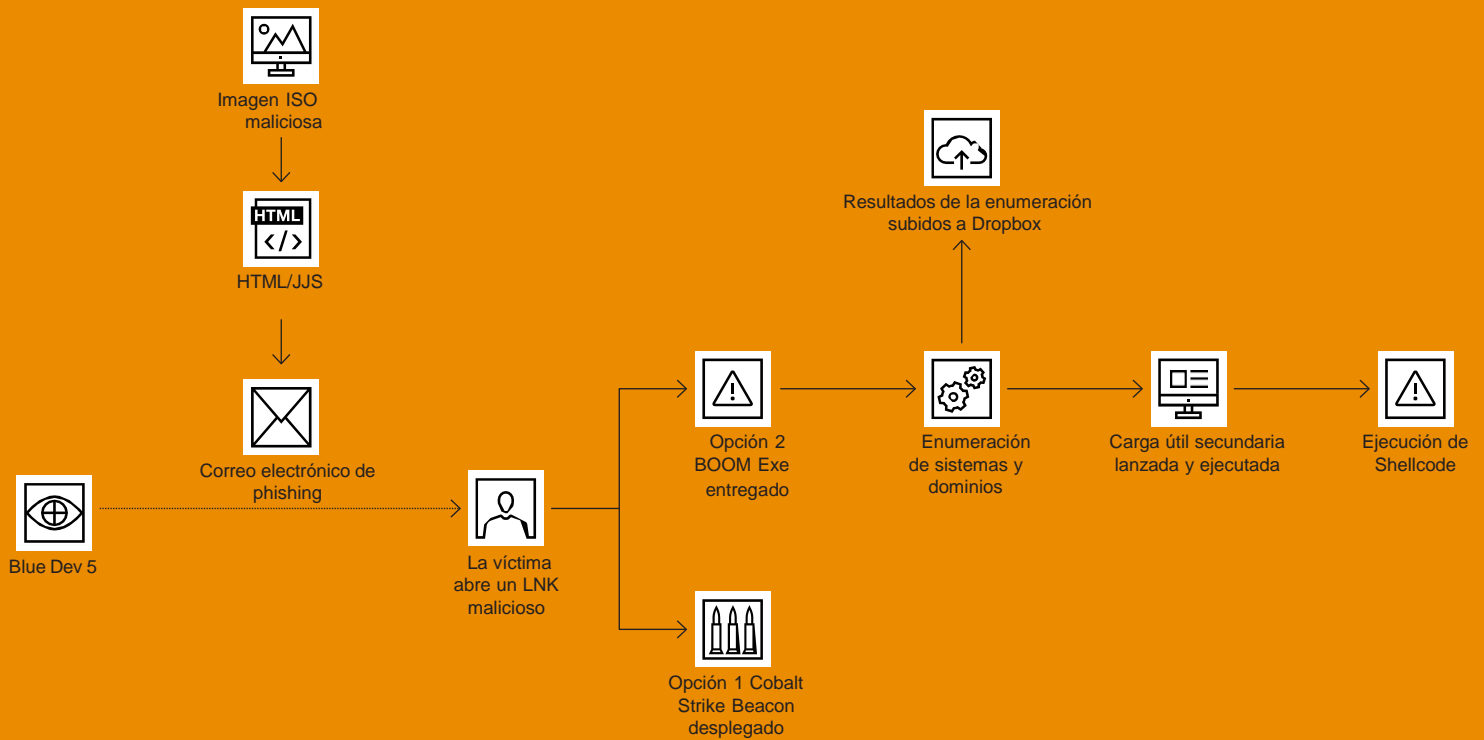 Imagen ISO
maliciosa
HTML
</>
HTML/JJS
Correo electrónico de
phishing
Blue Dev 5
La víctima
abre un LNK
malicioso
Resultados de la enumeración
subidos a Dropbox
Opción 2
BOOM Exe
entregado
Enumeración
de sistemas y
dominios
Carga útil secundaria
lanzada y ejecutada
Ejecución de
Shellcode
Opción 1 Cobalt
Strike Beacon
desplegado